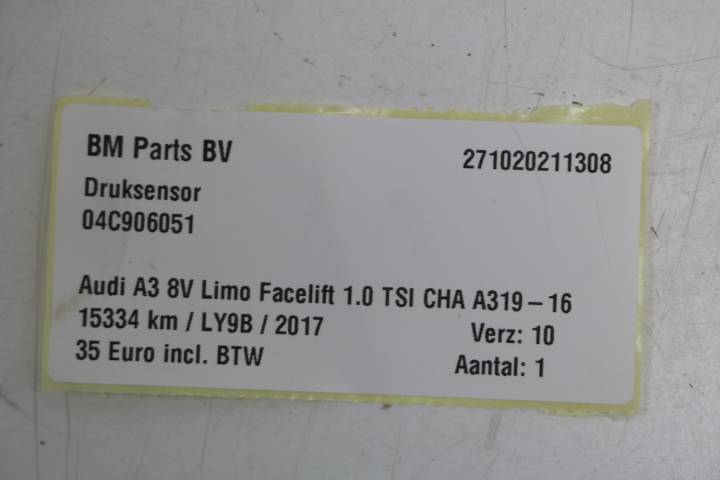 BM Parts BV 271020211308
Druksensor
04C906051
Audi A3 8V Limo Facelift 1.0 TSI CHA A319-16
15334 km / LY9B / 2017 Verz: 10
35 Euro incl. BTW Aantal: 1